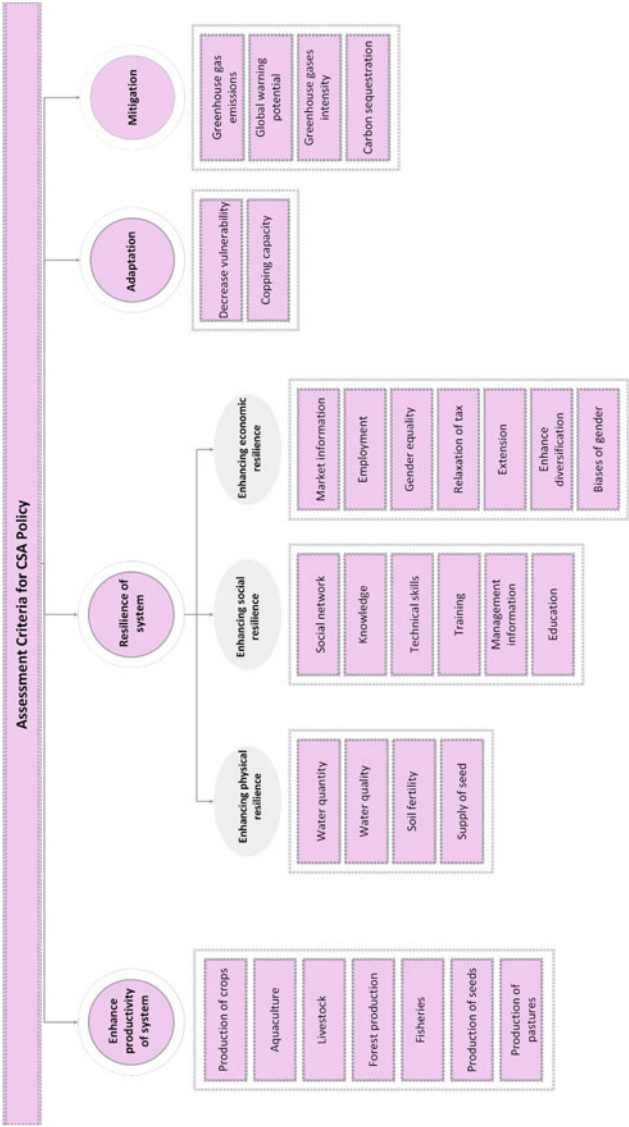 Assessment Criteria for CSA Policy
Enhance
productivity
of system
Production of crops
Aquaculture
Livestock
Forest production
Fisheries
Production of seeds
Production of
pastures
Resilience of
system
Enhancing physical
resilience
Water quantity
Water quality
Soil fertility
Supply of seed
Enhancing social
resilience
Social network
Knowledge
Technical skills
Training
Management
information
Education
Enhancing economic
resilience
Market information
Employment
Gender equality
Relaxation of tax
Extension
Enhance
diversification
Biases of gender
Adaptation
Decrease vulnerability
Copping capacity
Mitigation
Greenhouse gas
emissions
Global warning
potential
Greenhouse gases
intensity
Carbon sequestration